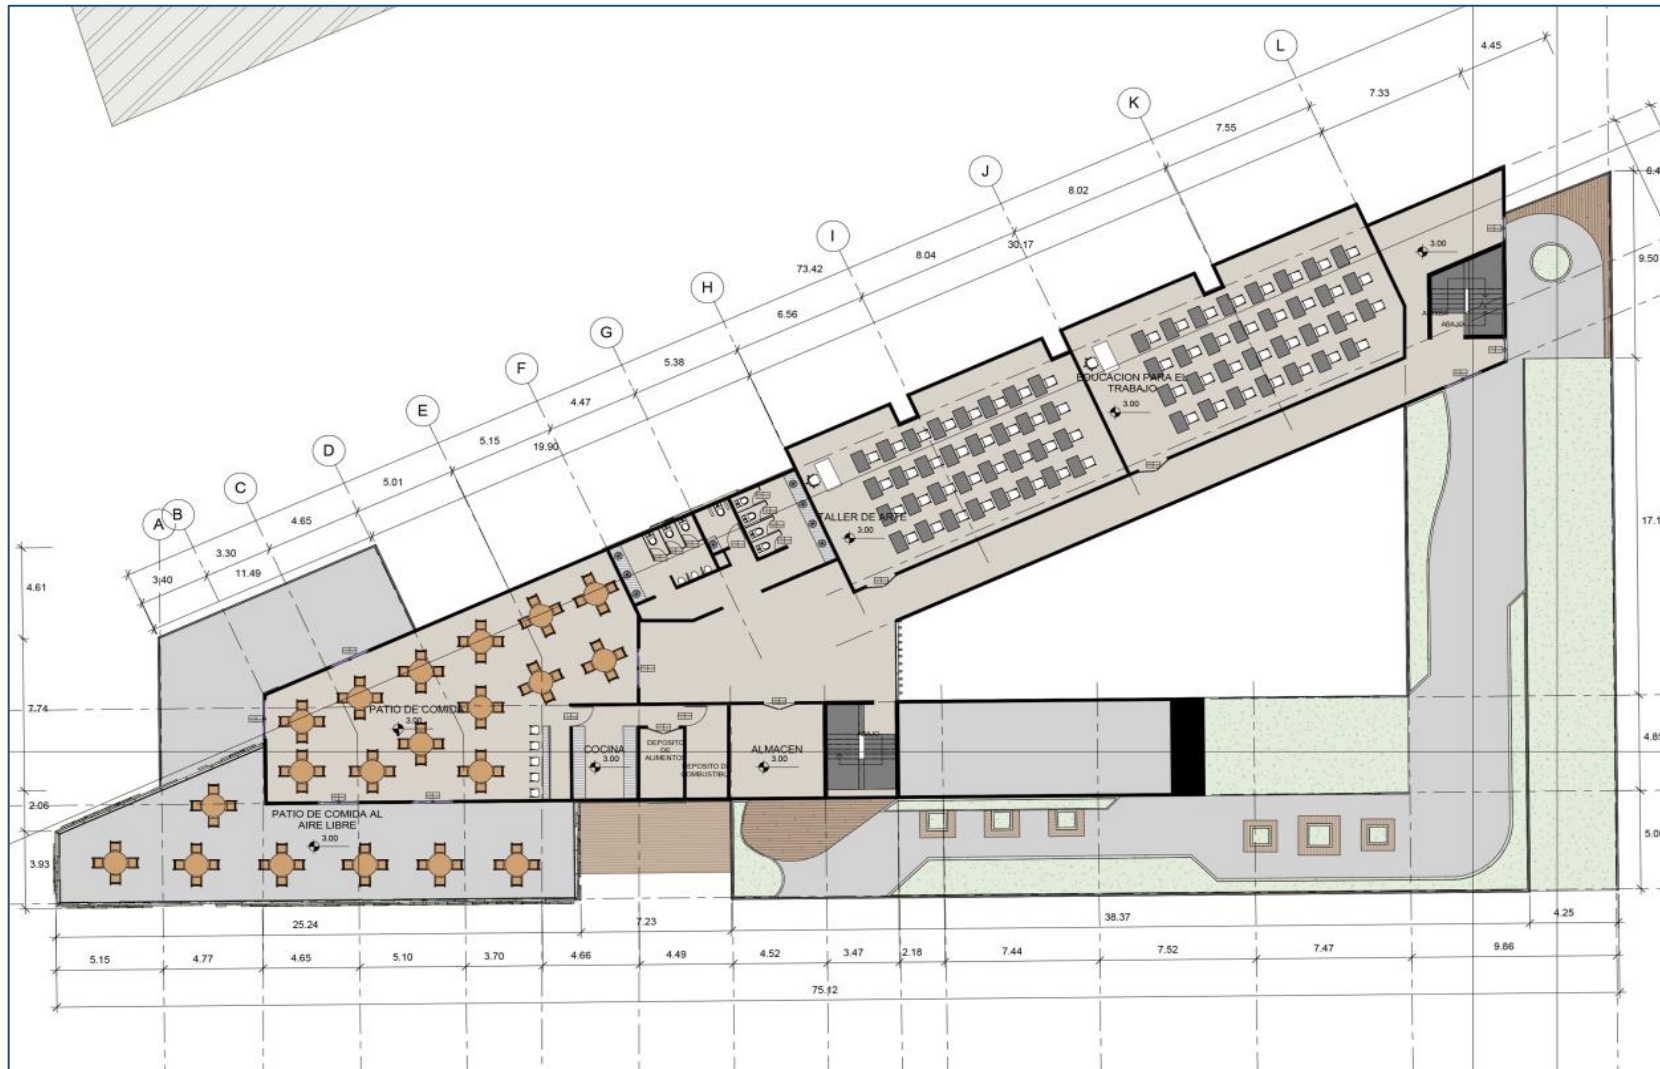 L
4.45
K
7.33
7.55
J
8.02
6.4
I
30.17
3.00
9.50
73.42
8.04
H
6.56
G
5.38
ABAJO
F
4.47
EDUCACION PARA EL
TRABAJO
3.00
E
5.15
19.90
D
5.01
C
4.65
A
B
TALLER DE ARTE
3.00
17.1
3.30
3.40
11.49
4.61
7.74
PATIO DE COMIDA
3.00
ABAJO
COCINA
3.00
DEPOSITO
DE
ALIMENTOS
DEPOSITO DE
COMBUSTIBLE
ALMACEN
3.00
4.85
2.06
PATIO DE COMIDA AL
AIRE LIBRE
3.00
3.93
5.0
25.24
7.23
38.37
4.25
5.15
4.77
4.65
5.10
3.70
4.66
4.49
4.52
3.47
2.18
7.44
7.52
7.47
9.86
75.12